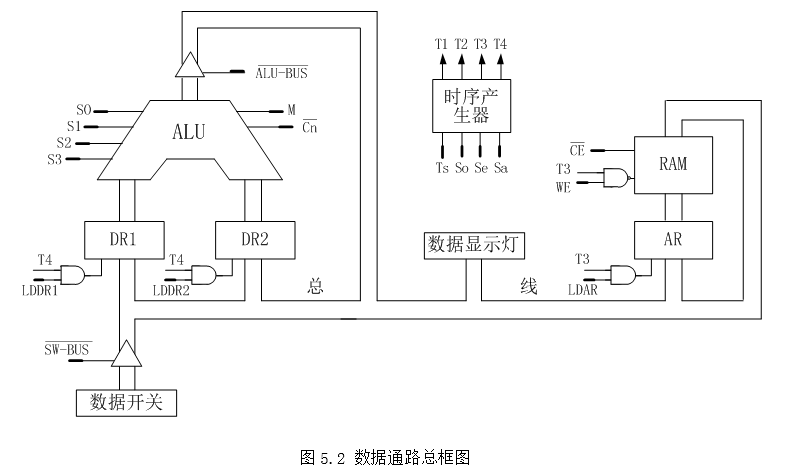 T1 T2 T3 T4
ALU-BUS
时序产
生器
S0
S1
S2
S3
ALU
M
Cn
Ts So Se Sa
CE
T3
WE
RAM
DR1
DR2
数据显示灯
AR
T4
LDDR1
T4
LDDR2
T3
LDAR
总
线
SW-BUS
数据开关
图 5.2 数据通路总框图